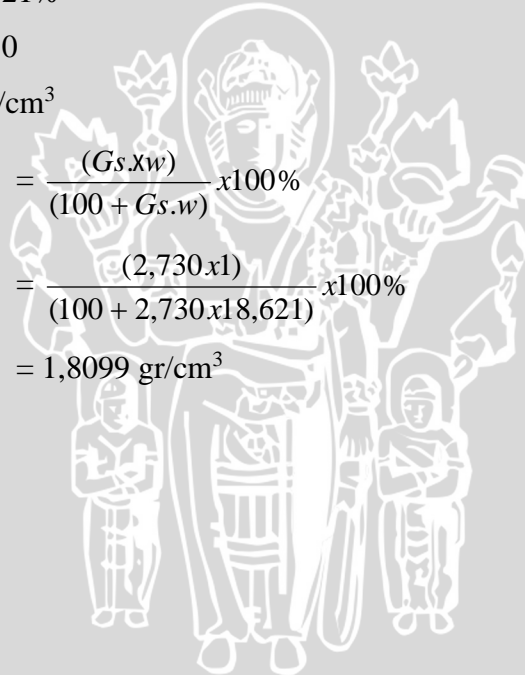 21%
0
/cm³
= (Gs.xw) / (100 + Gs.w) x100%
= (2,730x1) / (100 + 2,730x18,621) x100%
= 1,8099 gr/cm³